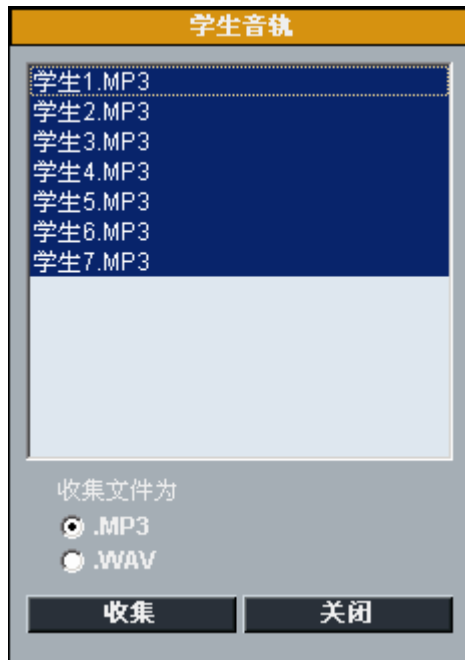 学生音轨
学生1.MP3
学生2.MP3
学生3.MP3
学生4.MP3
学生5.MP3
学生6.MP3
学生7.MP3
收集文件为
.MP3
.WAV
收集 关闭